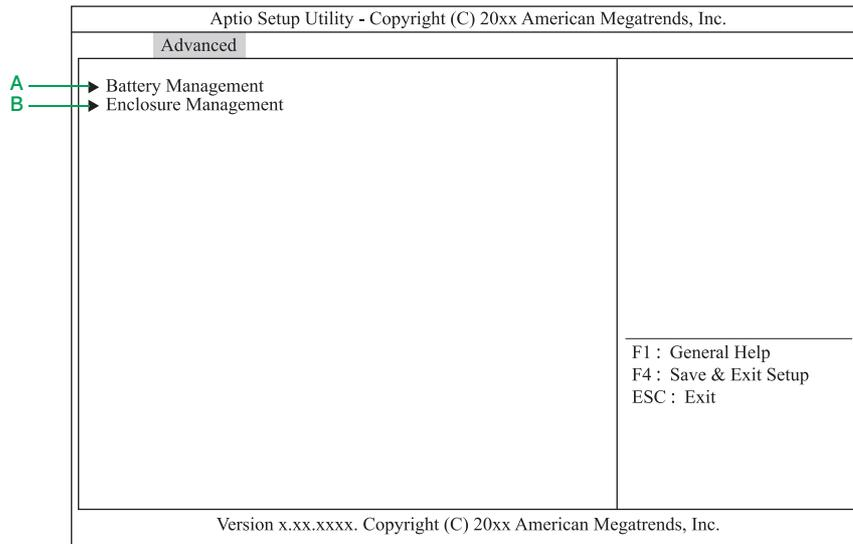 Aptio Setup Utility - Copyright (C) 20xx American Megatrends, Inc.
Advanced
A ▶ Battery Management
B ▶ Enclosure Management
F1 : General Help
F4 : Save & Exit Setup
ESC : Exit
Version x.xx.xxxx. Copyright (C) 20xx American Megatrends, Inc.